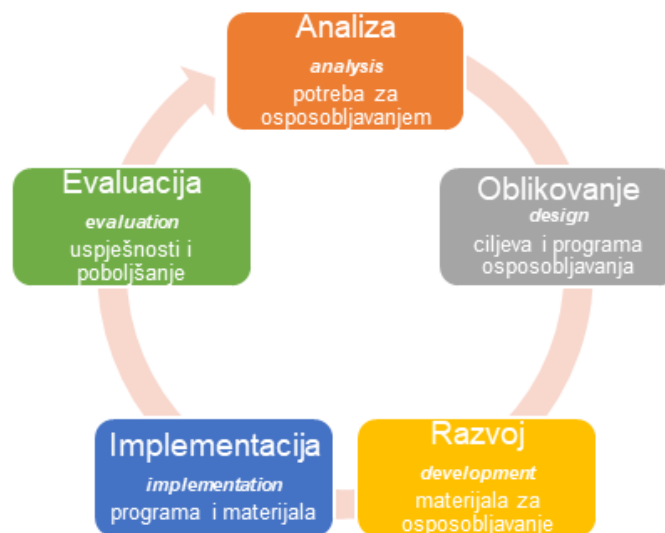 Analiza
analysis
potreba za
osposobljavanjem
Oblikovanje
design
ciljeva i programa
osposobljavanja
Razvoj
development
materijala za
osposobljavanje
Implementacija
implementation
programa i materijala
Evaluacija
evaluation
uspješnosti i
poboljšanje